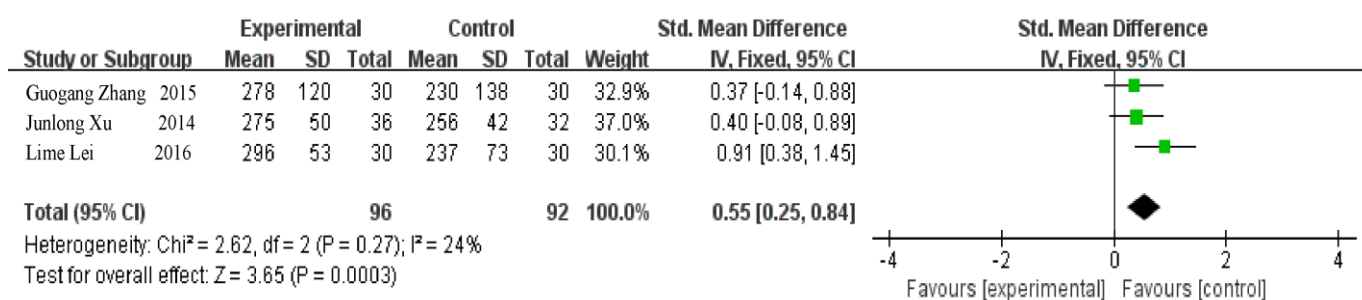 Experimental Control Std. Mean Difference Std. Mean Difference
Study or Subgroup Mean SD Total Mean SD Total Weight IV, Fixed, 95% CI IV, Fixed, 95% CI
Guogang Zhang 2015 278 120 30 230 138 30 32.9% 0.37 [-0.14, 0.88]
Junlong Xu 2014 275 50 36 256 42 32 37.0% 0.40 [-0.08, 0.89]
Lime Lei 2016 296 53 30 237 73 30 30.1% 0.91 [0.38, 1.45]
Total (95% CI) 96 92 100.0% 0.55 [0.25, 0.84]
Heterogeneity: Chi² = 2.62, df = 2 (P = 0.27); I² = 24%
Test for overall effect: Z = 3.65 (P = 0.0003)
-4 -2 0 2 4
Favours [experimental] Favours [control]